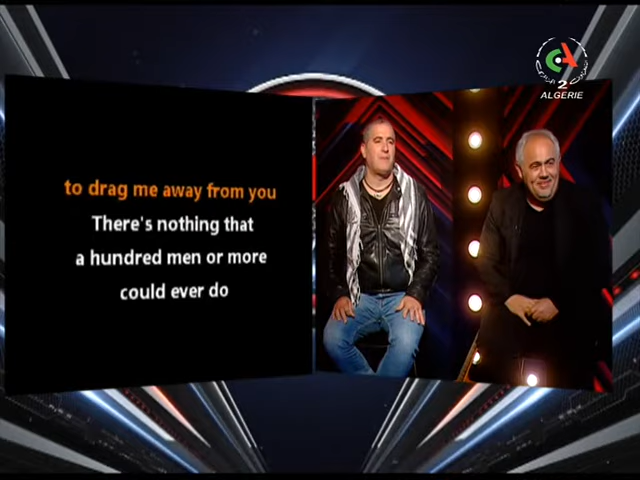 to drag me away from you
There's nothing that
a hundred men or more
could ever do
2
ALGERIE